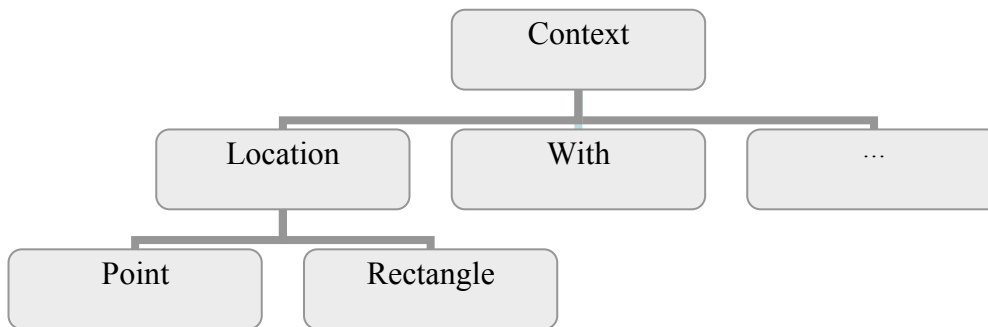 Context
Location
With
...
Point
Rectangle